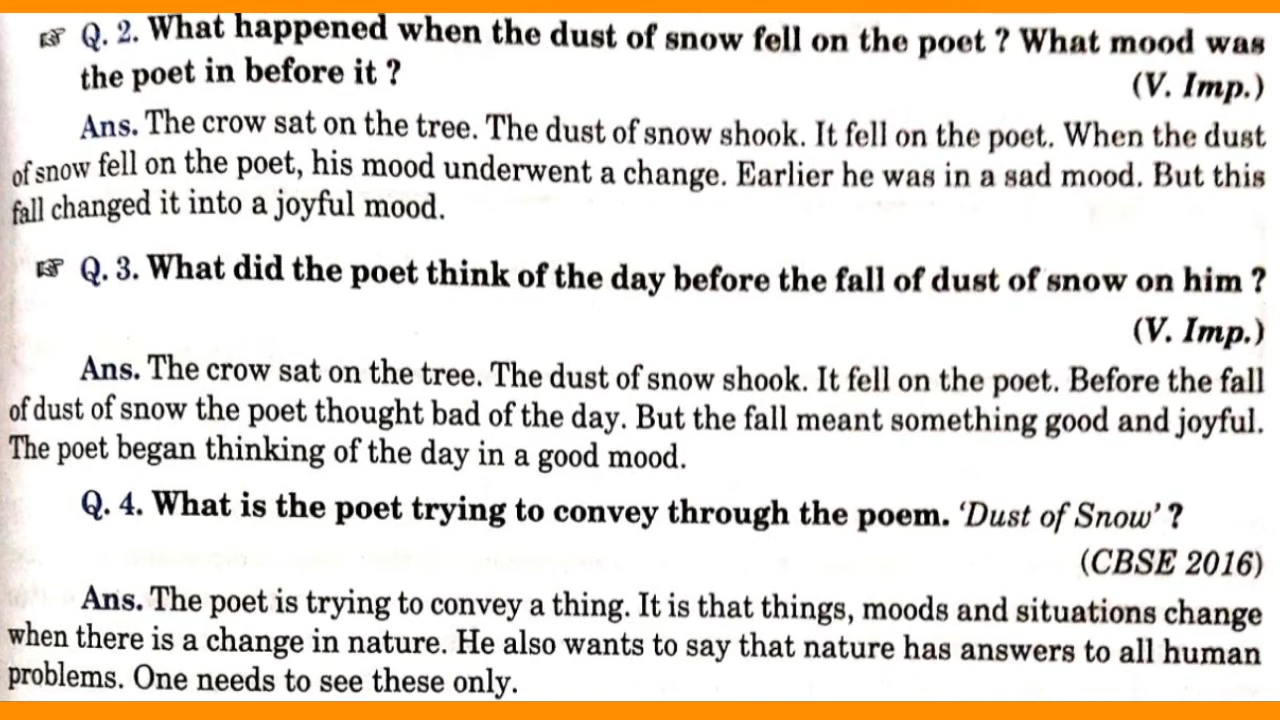 ☞ Q. 2. What happened when the dust of snow fell on the poet ? What mood was
the poet in before it ?
(V. Imp.)
Ans. The crow sat on the tree. The dust of snow shook. It fell on the poet. When the dust
of snow fell on the poet, his mood underwent a change. Earlier he was in a sad mood. But this
fall changed it into a joyful mood.
☞ Q. 3. What did the poet think of the day before the fall of dust of snow on him ?
(V. Imp.)
Ans. The crow sat on the tree. The dust of snow shook. It fell on the poet. Before the fall
of dust of snow the poet thought bad of the day. But the fall meant something good and joyful.
The poet began thinking of the day in a good mood.
Q. 4. What is the poet trying to convey through the poem. ‘Dust of Snow’ ?
(CBSE 2016)
Ans. The poet is trying to convey a thing. It is that things, moods and situations change
when there is a change in nature. He also wants to say that nature has answers to all human
problems. One needs to see these only.